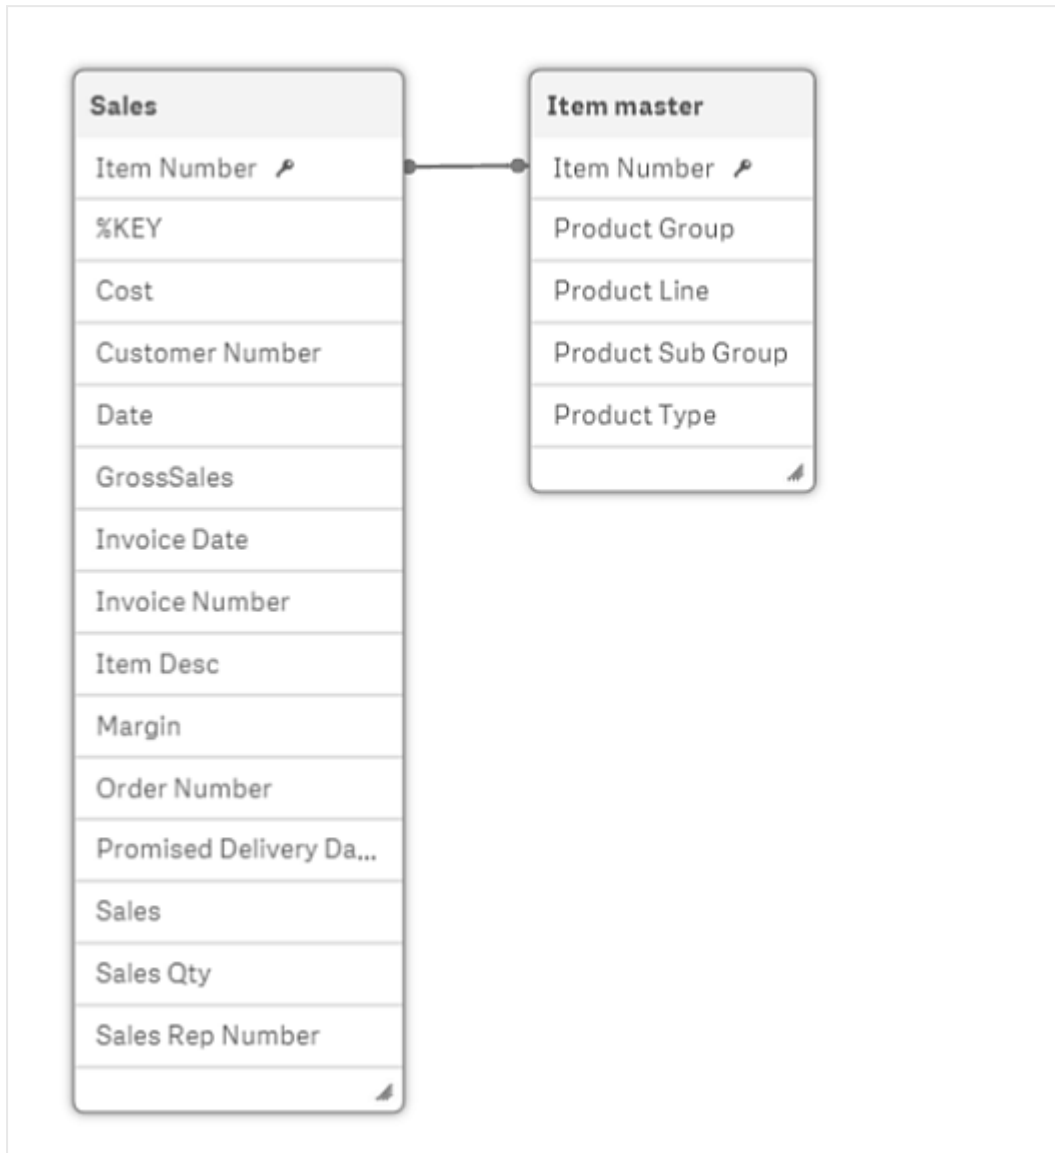 Sales
Item Number
%KEY
Cost
Customer Number
Date
GrossSales
Invoice Date
Invoice Number
Item Desc
Margin
Order Number
Promised Delivery Da...
Sales
Sales Qty
Sales Rep Number
Item master
Item Number
Product Group
Product Line
Product Sub Group
Product Type